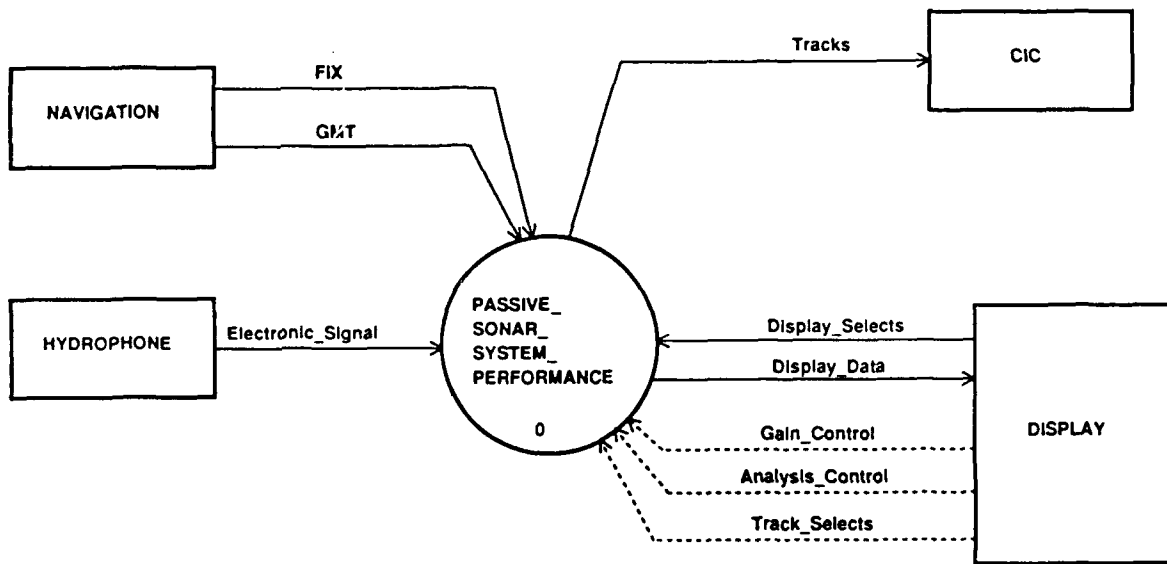 Tracks
CIC
FIX
NAVIGATION
GMT
PASSIVE_
SONAR_
SYSTEM_
PERFORMANCE
0
HYDROPHONE
Electronic_Signal
Display_Selects
Display_Data
Gain_Control
DISPLAY
Analysis_Control
Track_Selects